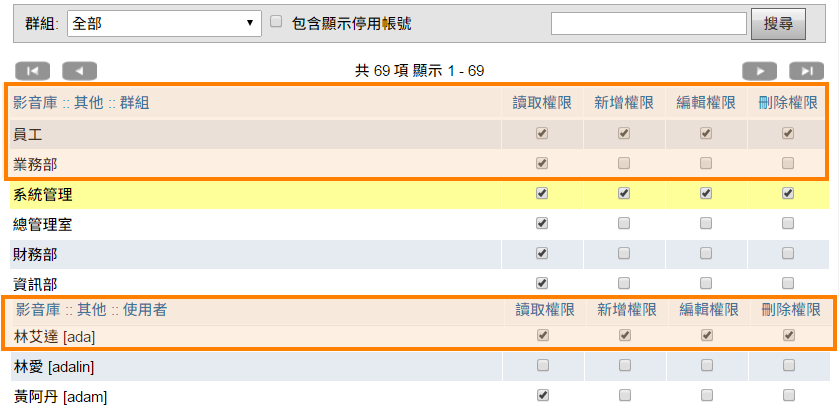 群組: 全部 包含顯示停用帳號 搜尋
共 69 項 顯示 1 - 69
影音庫 :: 其他 :: 群組 讀取權限 新增權限 編輯權限 刪除權限
員工
業務部
系統管理
總管理室
財務部
資訊部
影音庫 :: 其他 :: 使用者 讀取權限 新增權限 編輯權限 刪除權限
林艾達 [ada]
林愛 [adalin]
黃阿丹 [adam]